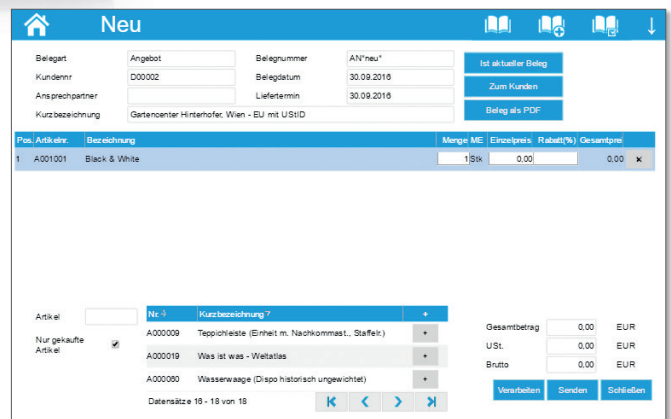 Neu
Belegart Angebot Belegnummer AN"neu" Ist aktueller Beleg
Kundennr D00002 Belegdatum 30.09.2016 Zum Kunden
Ansprechpartner Liefertermin 30.09.2016
Kurzbezeichnung Gartencenter Hinterhofer, Wien - EU mit UStID Beleg als PDF
Pos. Artikelnr. Bezeichnung Menge ME Einzelpreis Rabatt(%) Gesamtprei
1 A001001 Black & White 1 Stk 0,00 0,00 x
Artikel Nr. Kurzbezeichnung +
Nur gekaufte Artikel
A000009 Teppichleiste (Einheit m. Nachkommast., Staffelr.) +
A000019 Was ist was - Weltatlas +
A000060 Wasserwaage (Dispo historisch ungewichtet) +
Datensätze 16 - 18 von 18
Gesamtbetrag 0,00 EUR
USt. 0,00 EUR
Brutto 0,00 EUR
Verarbeiten Senden Schließen